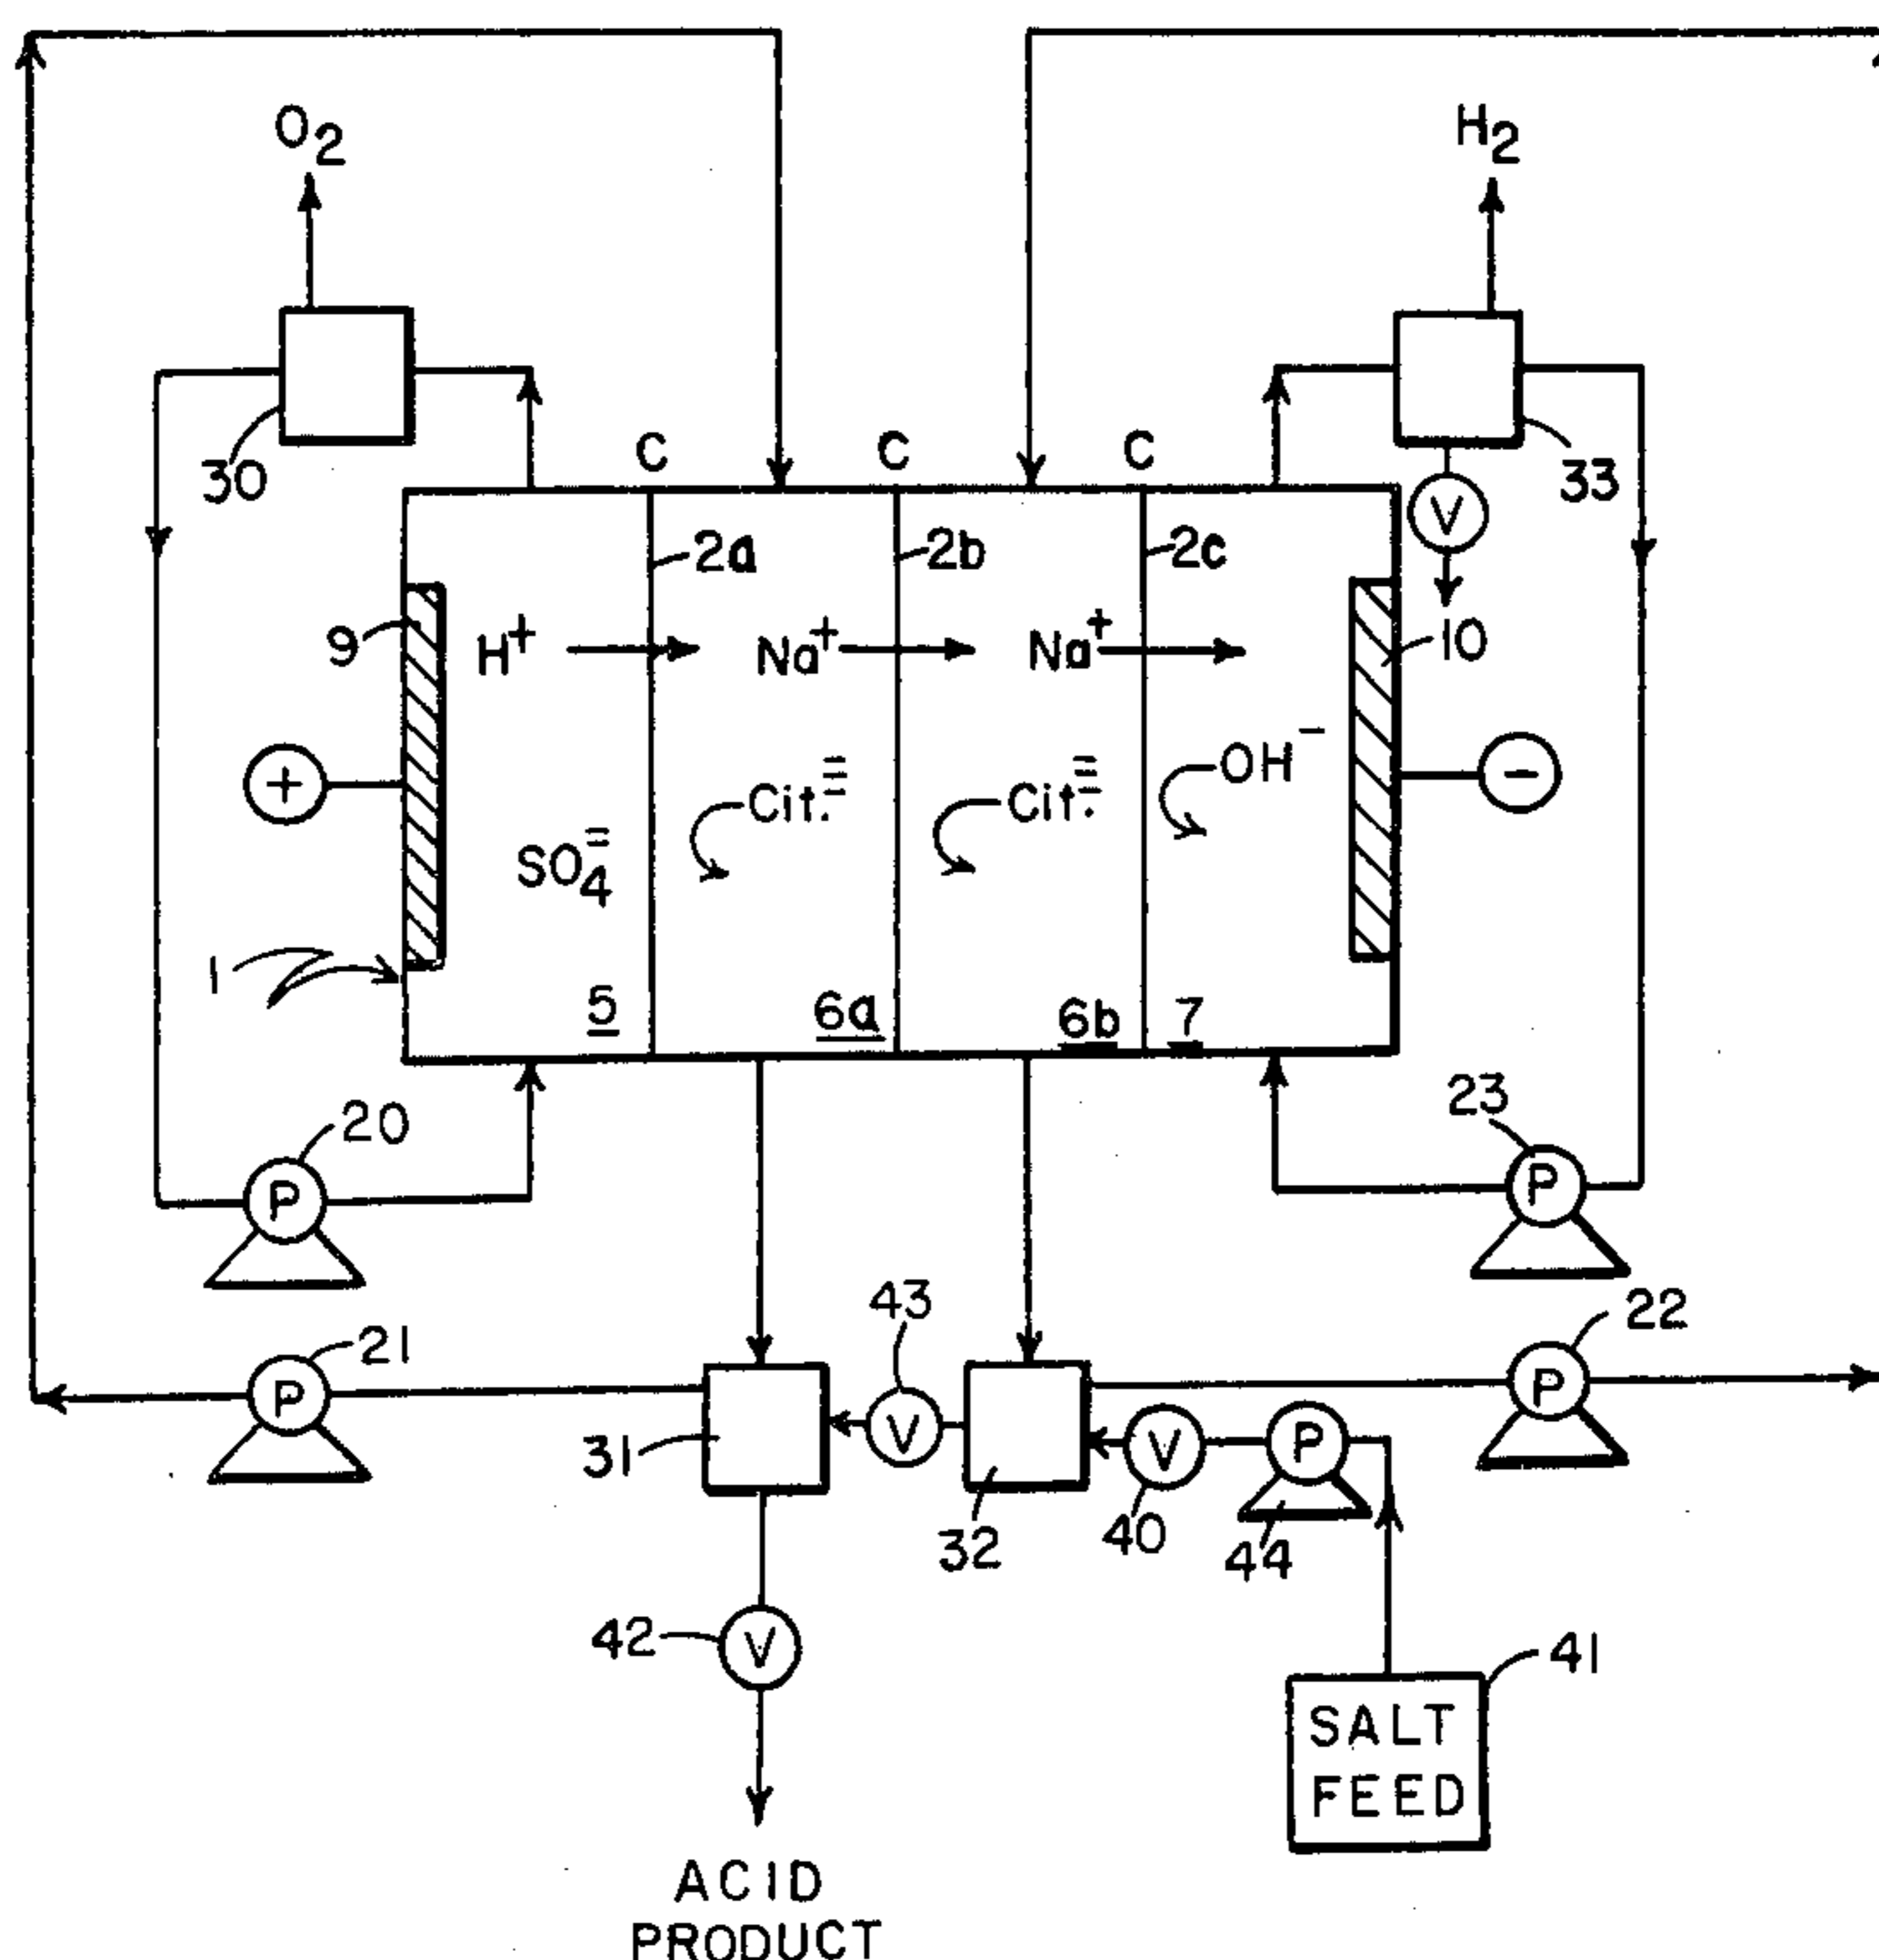 O2
H2
30
33
C C C
V
2a
2b
2c
9
H+
Na+
Na+
10
+
Cit.≡
Cit.≡
OH-
-
SO4=
1
5
6a
6b
7
20
P
23
P
43
22
21
P
31
V
32
V
40
P
44
P
42
V
41
SALT
FEED
ACID
PRODUCT